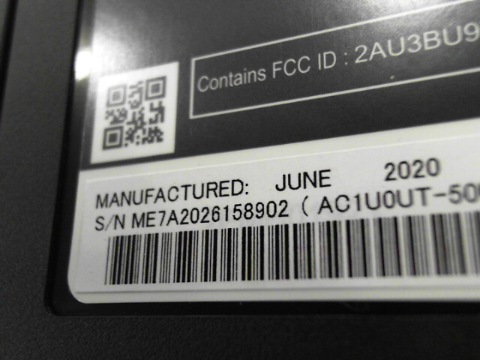 Contains FCC ID : 2AU3BU9
MANUFACTURED: JUNE 2020
S/N ME7A2026158902 ( AC1U0UT-50